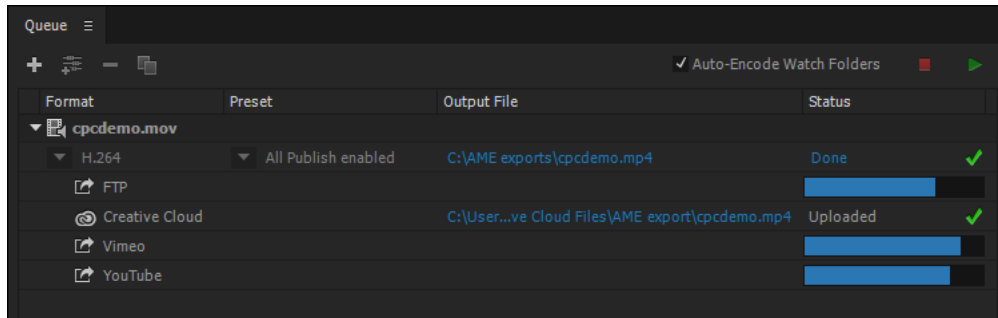 Queue
Auto-Encode Watch Folders
Format Preset Output File Status
cpcdemo.mov
H.264 All Publish enabled C:\AME exports\cpcdemo.mp4 Done
FTP
Creative Cloud C:\User...ve Cloud Files\AME export\cpcdemo.mp4 Uploaded
Vimeo
YouTube